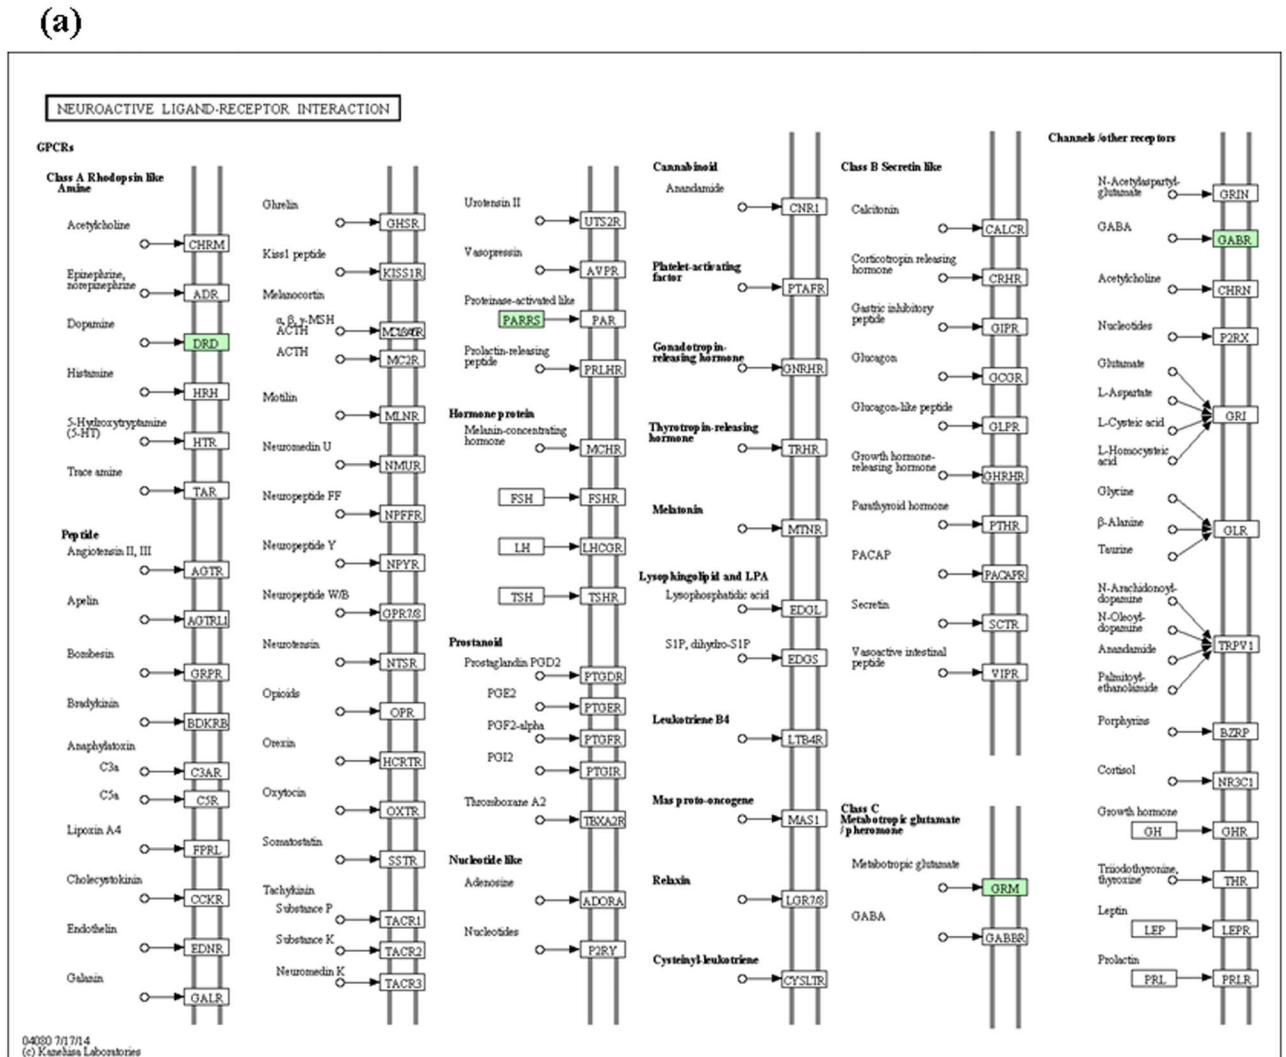 (a)
NEUROACTIVE LIGAND-RECEPTOR INTERACTION
GPCRs
Class A Rhodopsin like
Amine
Acetylcholine
CHRM
Epinephrine,
norepinephrine
ADR
Dopamine
DRD
Histamine
HRH
5-Hydroxytryptamine
(5-HT)
HTR
Trace amine
TAR
Peptide
Angiotensin II, III
AGTR
Apelin
AGTRL1
Bombesin
GRPR
Bradykinin
BDKRB
Anaphylatoxin
C3a
C3AR
C5a
C5R
Lipoxin A4
FPRL
Cholecystokinin
CCKR
Endothelin
EDNR
Galanin
GALR
Ghrelin
GHSR
Kiss1 peptide
KISS1R
Melanocortin
α, β, γ-MSH
ACTH
ACTH
MC2R
Motilin
MLNR
Neuromedin U
NMUR
Neuropeptide FF
NPFFR
Neuropeptide Y
NPYR
Neuropeptide W/B
GPR7/8
Neurotensin
NTSR
Opioids
OPR
Orexin
HCRTR
Oxytocin
OXTR
Somatostatin
SSTR
Tachykinin
Substance P
TACR1
Substance K
TACR2
Neuromedin K
TACR3
Urotensin II
UTS2R
Vasopressin
AVPR
Proteinase-activated like
PARRS
PAR
Prolactin-releasing
peptide
PRLHR
Hormone protein
Melanin-concentrating
hormone
MCHR
FSH
FSHR
LH
LHCGR
TSH
TSHR
Prostanoid
Prostaglandin PGD2
PTGDR
PGE2
PTGER
PGF2-alpha
PTGFR
PGI2
PTGIR
Thromboxane A2
TBXA2R
Nucleotide like
Adenosine
ADORA
Nucleotides
P2RY
Cannabinoid
Anandamide
CNR1
Platelet-activating
factor
PTAFR
Gonadotropin-
releasing hormone
GNRHR
Thyrotropin-releasing
hormone
TRHR
Melatonin
MTNR
Lysophingolipid and LPA
Lysophosphatidic acid
EDGL
S1P, dihydro-S1P
EDGS
Leukotriene B4
LTB4R
Mas proto-oncogene
MAS1
Relaxin
LGR7/8
Cysteinyl-leukotriene
CYSLTR
Class B Secretin like
Calcitonin
CALCR
Corticotropin releasing
hormone
CRHR
Gastric inhibitory
peptide
GIPR
Glucagon
GCGR
Glucagon-like peptide
GLPR
Growth hormone-
releasing hormone
GHRHR
Parathyroid hormone
PTHR
PACAP
PACAPR
Secretin
SCTR
Vasoactive intestinal
peptide
VIPR
Class C
Metabotropic glutamate
/ pheromone
Metabotropic glutamate
GRM
GABA
GABBR
Channels /other receptors
N-Acetylaspartyl-
glutamate
GRIN
GABA
GABR
Acetylcholine
CHRN
Nucleotides
P2RX
Glutamate
L-Aspartate
L-Cysteic acid
L-Homocysteic
acid
GRI
Glycine
β-Alanine
Taurine
GLR
N-Arachidonoyl-
dopamine
N-Oleoyl-
dopamine
Anandamide
Palmitoyl-
ethanolamide
TRPV1
Porphyrins
BZRP
Cortisol
NR3C1
Growth hormone
GH
GHR
Triiodothyronine,
thyroxine
THR
Leptin
LEP
LEPR
Prolactin
PRL
PRLR
04080 7/17/14
(c) Kanehisa Laboratories